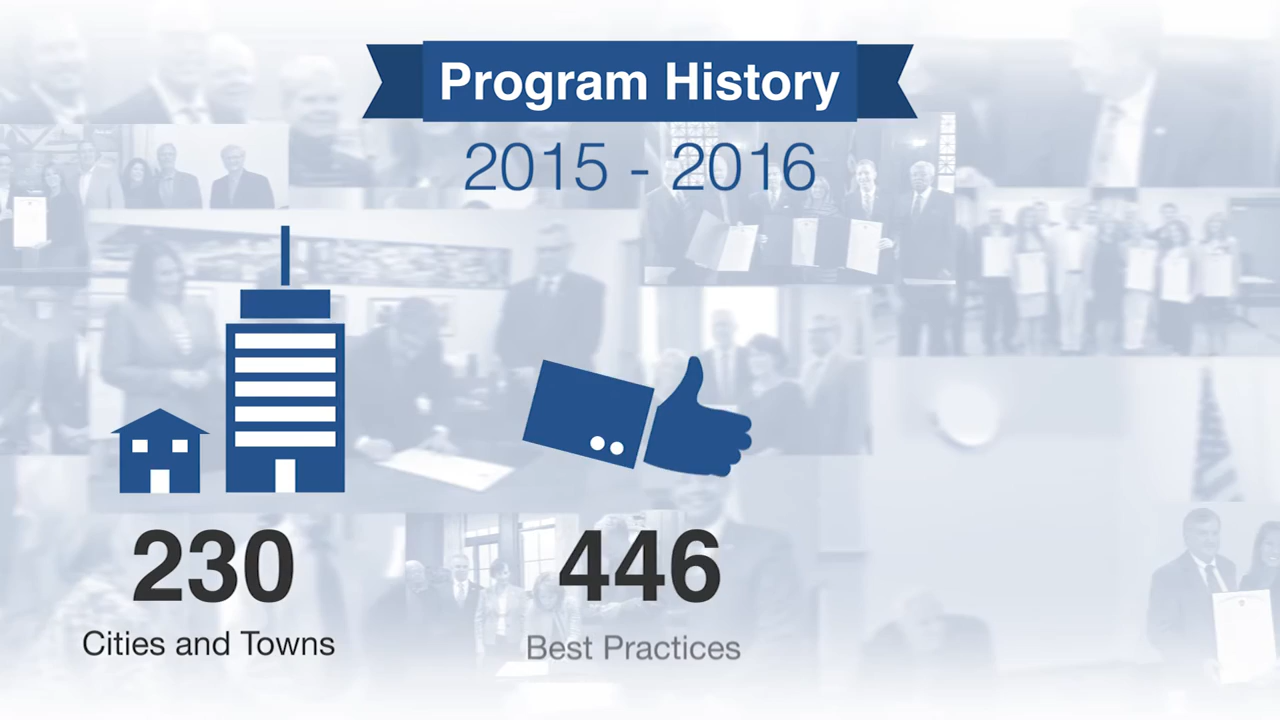 Program History
2015 - 2016
230
Cities and Towns
446
Best Practices